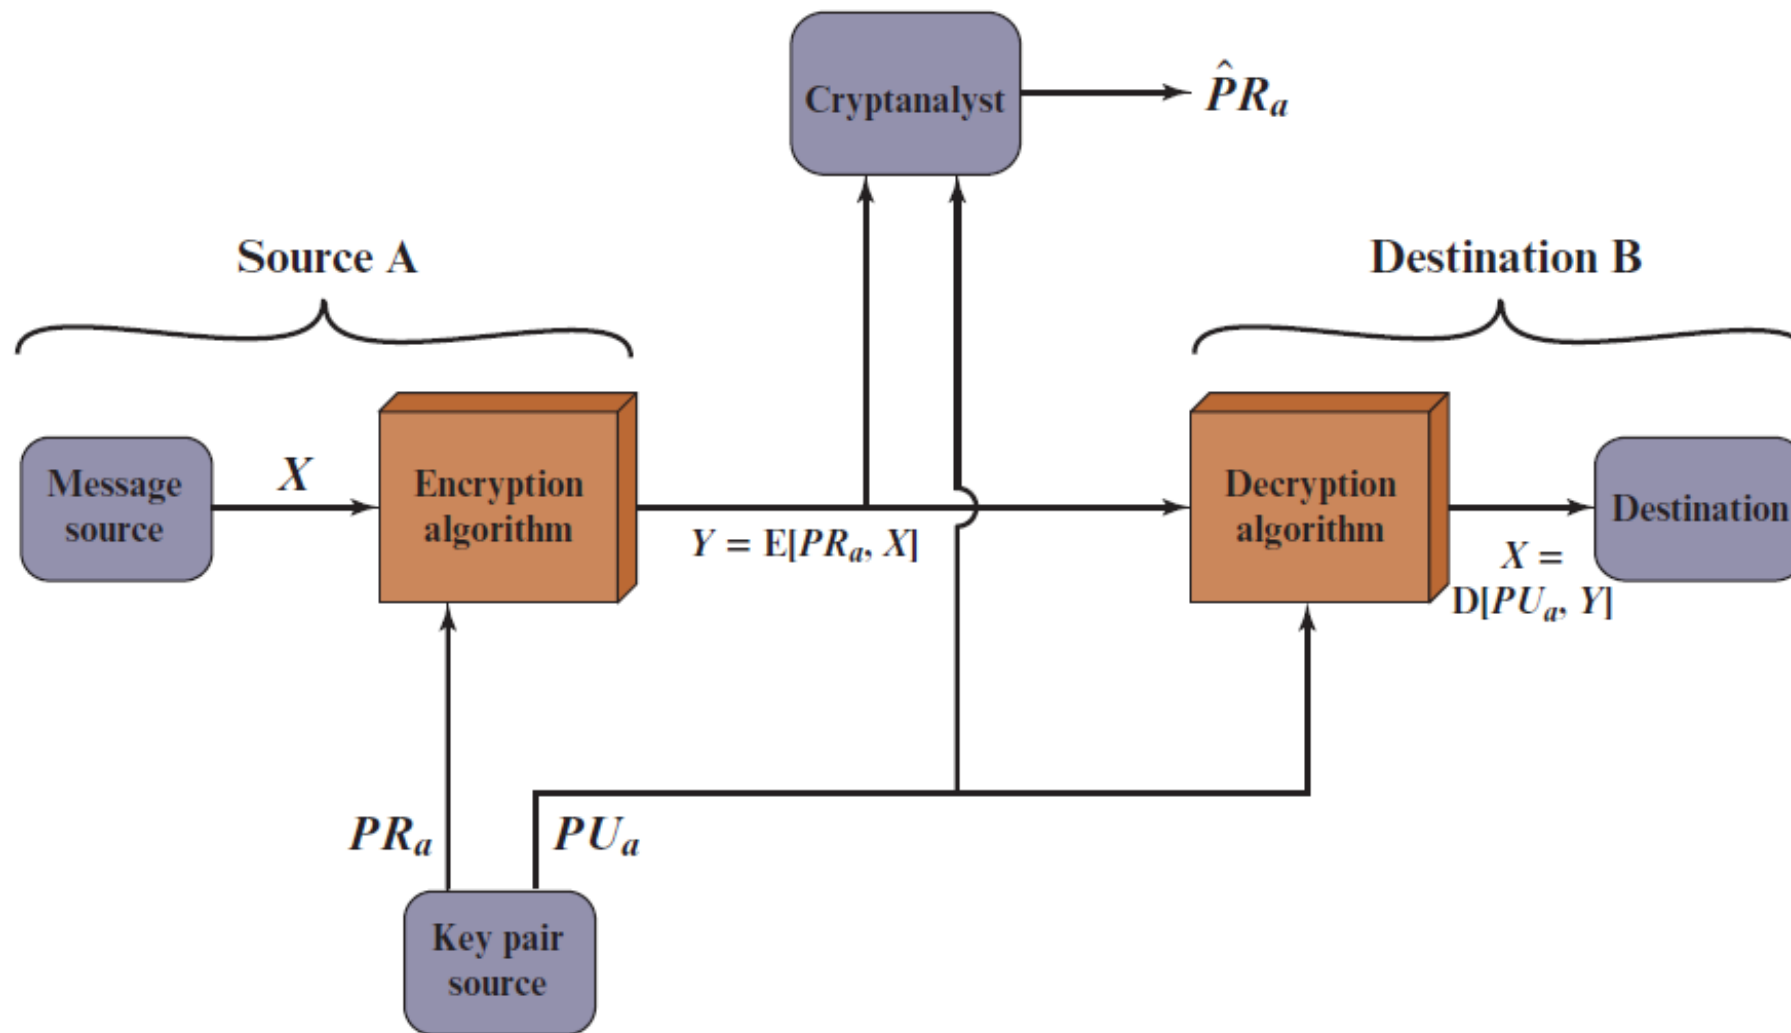 Cryptanalyst
P̂Rₐ
Source A
Destination B
Message
source
X
Encryption
algorithm
Y = E[PRₐ, X]
Decryption
algorithm
X =
D[PUₐ, Y]
Destination
PRₐ
PUₐ
Key pair
source